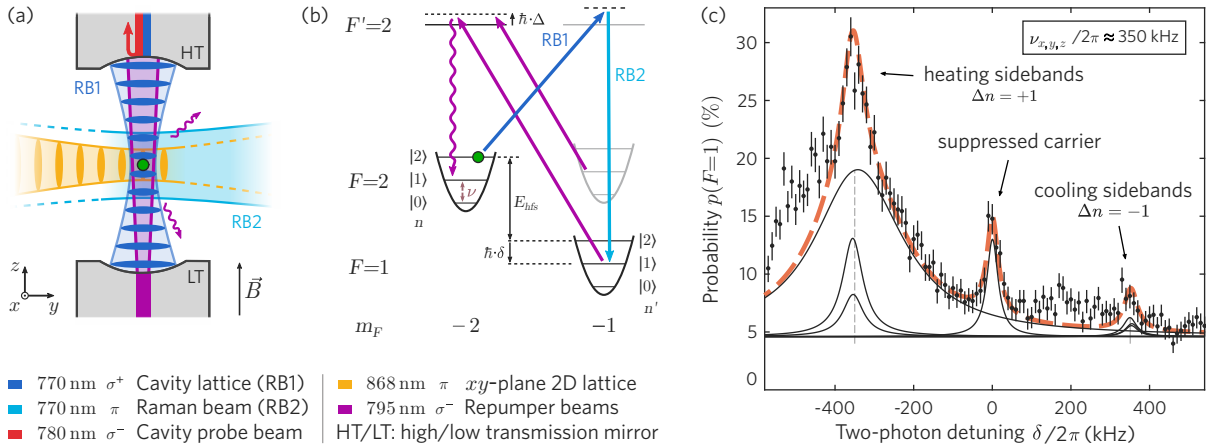 (a)
HT
RB1
RB2
LT
z
x
y
B⃗
(b)
F'=2
ħ·Δ
RB1
RB2
|2⟩
F=2
|1⟩
ν
|0⟩
n
E_hfs
ħ·δ
|2⟩
F=1
|1⟩
|0⟩
n'
m_F
−2
−1
(c)
ν_x,y,z /2π ≈ 350 kHz
heating sidebands
Δn = +1
suppressed carrier
cooling sidebands
Δn = −1
Probability p(F=1) (%)
30
25
20
15
10
5
0
-400
-200
0
200
400
Two-photon detuning δ/2π (kHz)
770 nm σ⁺ Cavity lattice (RB1)
770 nm π Raman beam (RB2)
780 nm σ⁻ Cavity probe beam
868 nm π xy-plane 2D lattice
795 nm σ⁻ Repumper beams
HT/LT: high/low transmission mirror